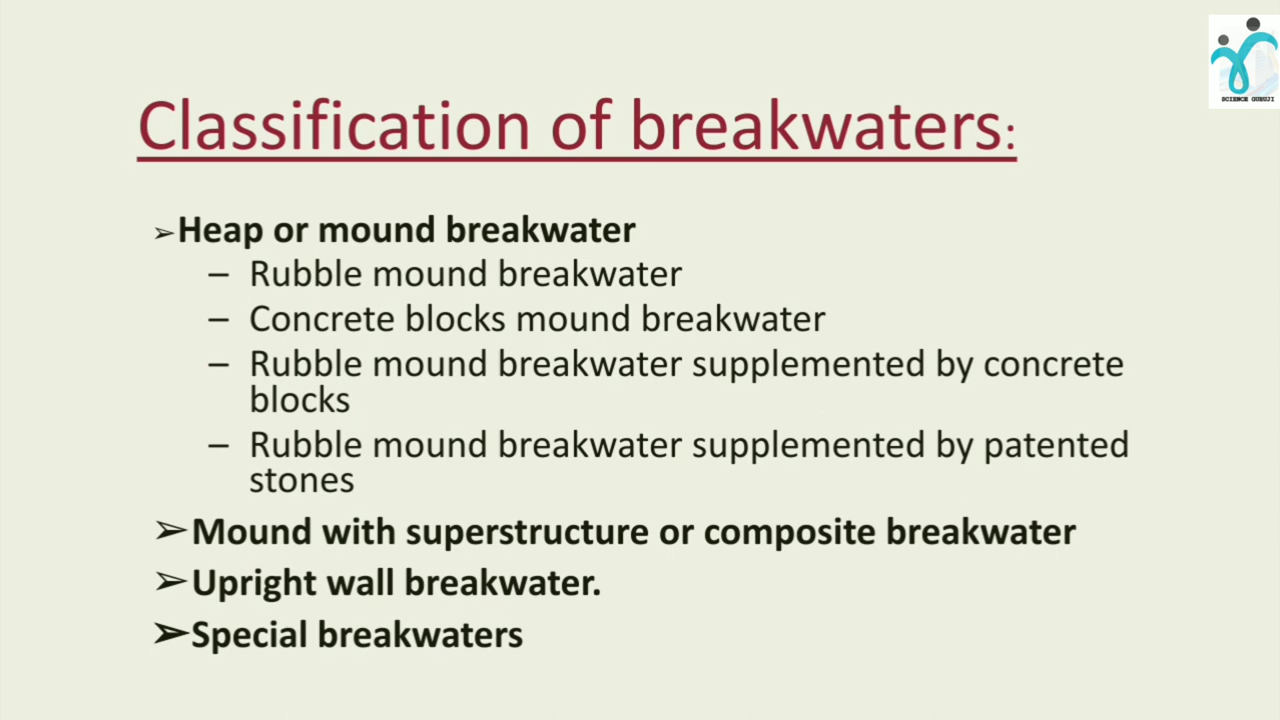 SCIENCE GURUJI
Classification of breakwaters:
➢Heap or mound breakwater
– Rubble mound breakwater
– Concrete blocks mound breakwater
– Rubble mound breakwater supplemented by concrete
blocks
– Rubble mound breakwater supplemented by patented
stones
➢Mound with superstructure or composite breakwater
➢Upright wall breakwater.
➢Special breakwaters